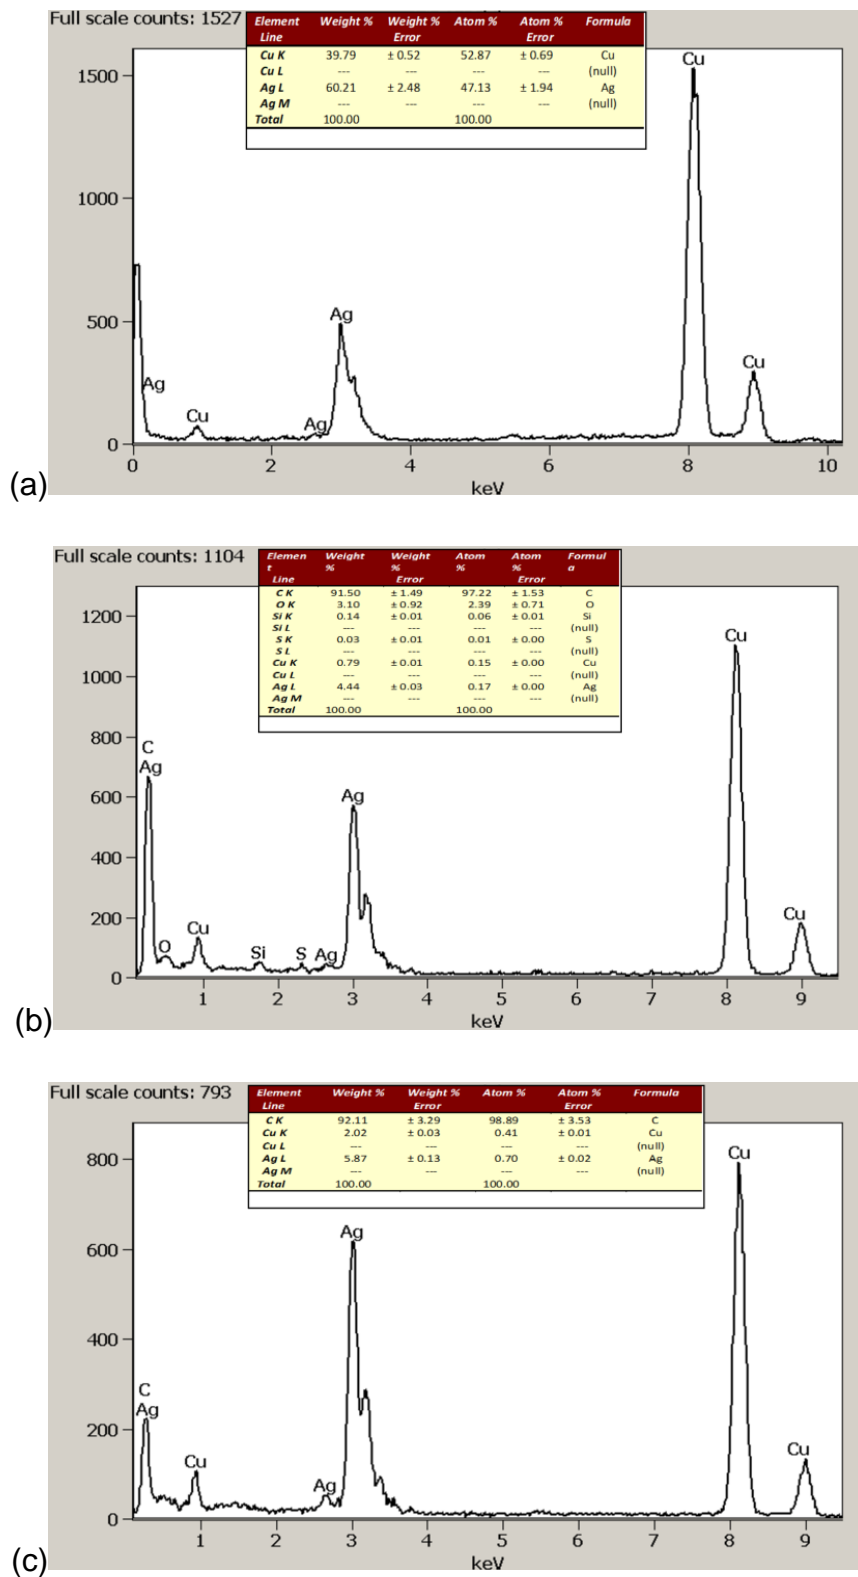 Full scale counts: 1527
Element Line Weight % Weight % Error Atom % Atom % Error Formula
Cu K 39.79 ± 0.52 52.87 ± 0.69 Cu
Cu L --- --- --- --- (null)
Ag L 60.21 ± 2.48 47.13 ± 1.94 Ag
Ag M --- --- --- --- (null)
Total 100.00 100.00
Cu
1500
1000
500
0
Ag
Ag
Cu
Ag
Cu
0 2 4 6 8 10
keV
(a)
Full scale counts: 1104
Elemen t Line Weight % Weight % Error Atom % Atom % Error Formul a
C K 91.50 ± 1.49 97.22 ± 1.53 C
O K 3.10 ± 0.92 2.39 ± 0.71 O
Si K 0.14 ± 0.01 0.06 ± 0.01 Si
Si L --- --- --- --- (null)
S K 0.03 ± 0.01 0.01 ± 0.00 S
S L --- --- --- --- (null)
Cu K 0.79 ± 0.01 0.15 ± 0.00 Cu
Cu L --- --- --- --- (null)
Ag L 4.44 ± 0.03 0.17 ± 0.00 Ag
Ag M --- --- --- --- (null)
Total 100.00 100.00
1200
1000
800
600
400
200
0
C
Ag
O
Cu
Si
S
Ag
Ag
Cu
Cu
1 2 3 4 5 6 7 8 9
keV
(b)
Full scale counts: 793
Element Line Weight % Weight % Error Atom % Atom % Error Formula
C K 92.11 ± 3.29 98.89 ± 3.53 C
Cu K 2.02 ± 0.03 0.41 ± 0.01 Cu
Cu L --- --- --- --- (null)
Ag L 5.87 ± 0.13 0.70 ± 0.02 Ag
Ag M --- --- --- --- (null)
Total 100.00 100.00
800
600
400
200
0
C
Ag
Cu
Ag
Ag
Cu
Cu
1 2 3 4 5 6 7 8 9
keV
(c)